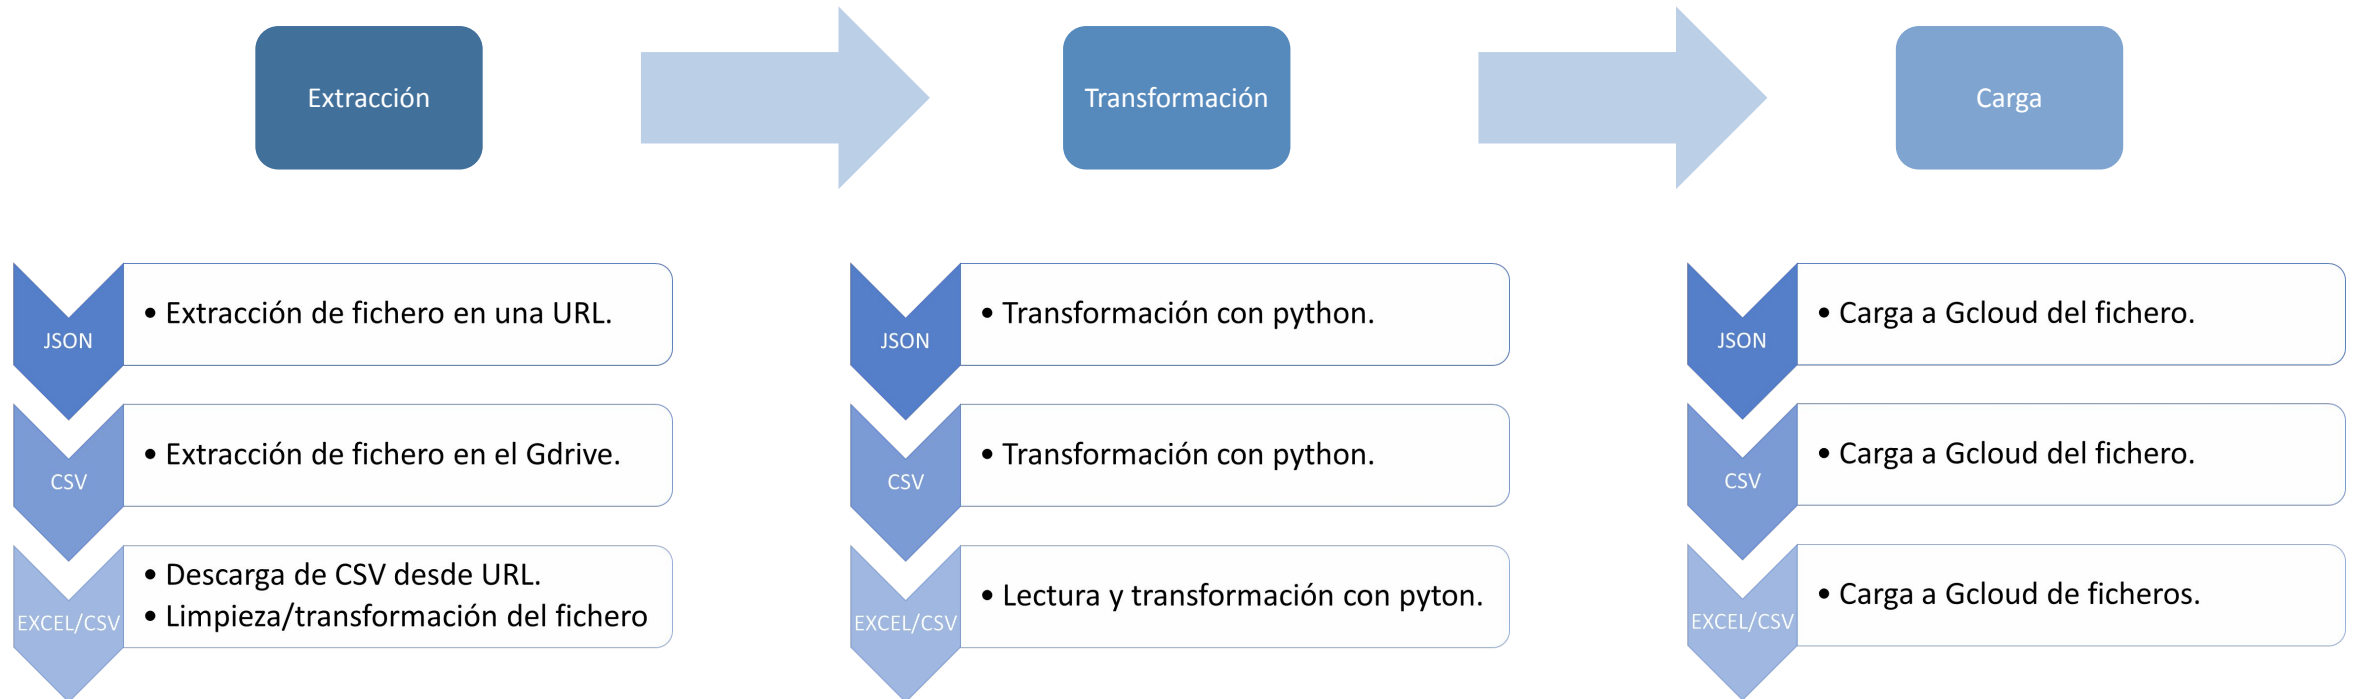 Extracción
Transformación
Carga
JSON
• Extracción de fichero en una URL.
CSV
• Extracción de fichero en el Gdrive.
EXCEL/CSV
• Descarga de CSV desde URL.
• Limpieza/transformación del fichero
JSON
• Transformación con python.
CSV
• Transformación con python.
EXCEL/CSV
• Lectura y transformación con pyton.
JSON
• Carga a Gcloud del fichero.
CSV
• Carga a Gcloud del fichero.
EXCEL/CSV
• Carga a Gcloud de ficheros.